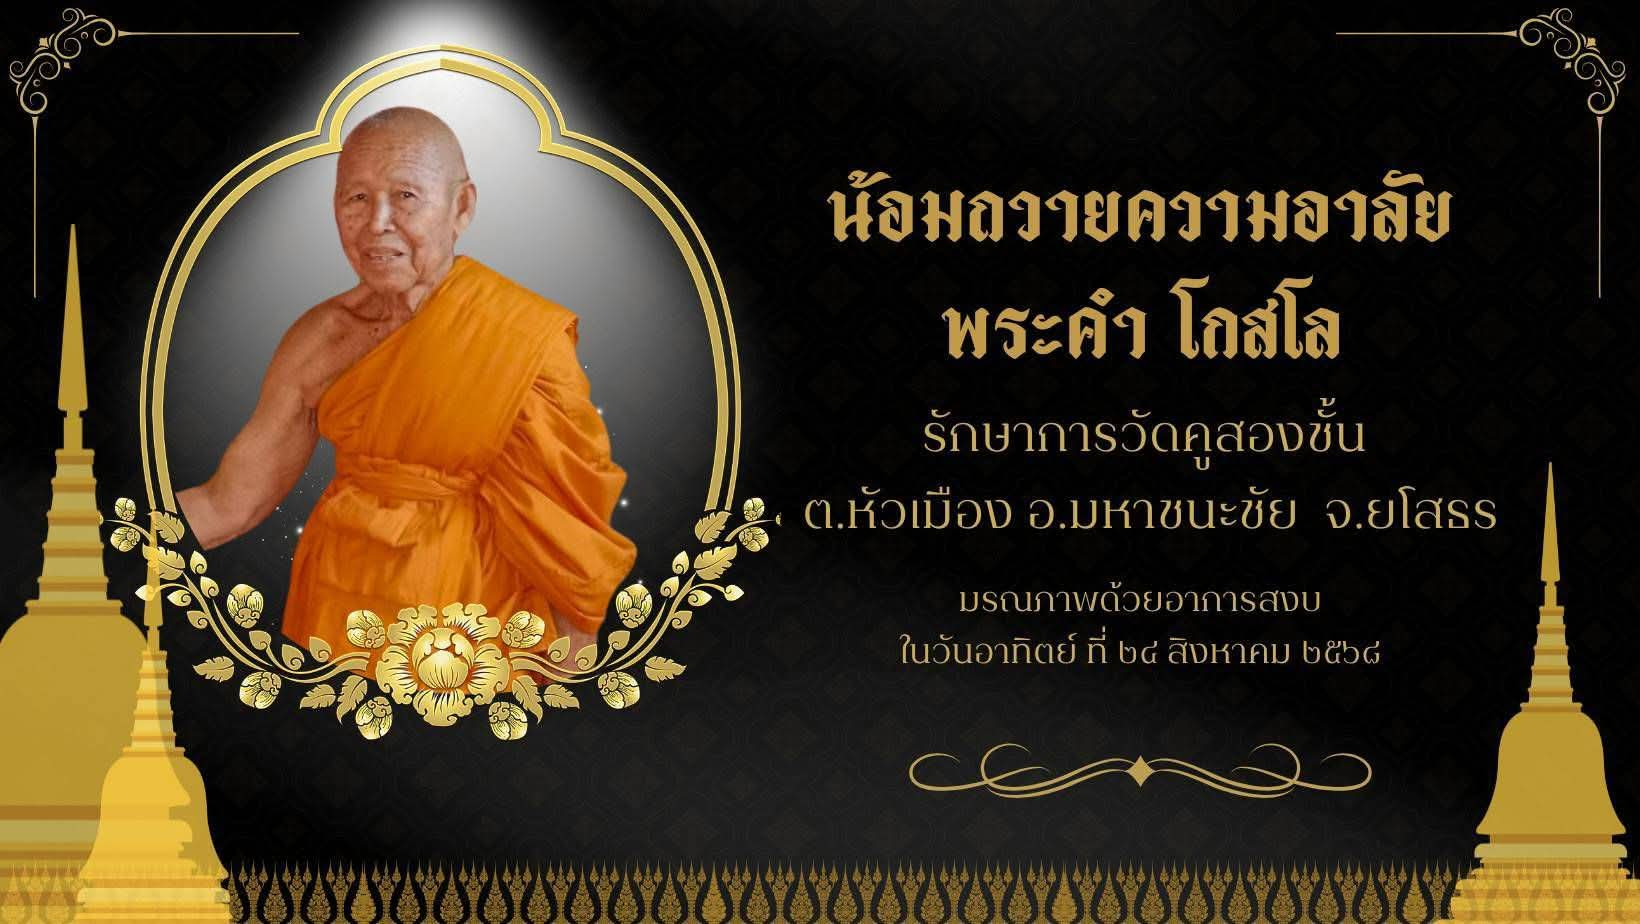 น้อมถวายความอาลัย
พระคำ โกสโล
รักษาการวัดคูสองชั้น
ต.หัวเมือง อ.มหาชนะชัย จ.ยโสธร
มรณภาพด้วยอาการสงบ
ในวันอาทิตย์ ที่ ๒๔ สิงหาคม ๒๕๖๘